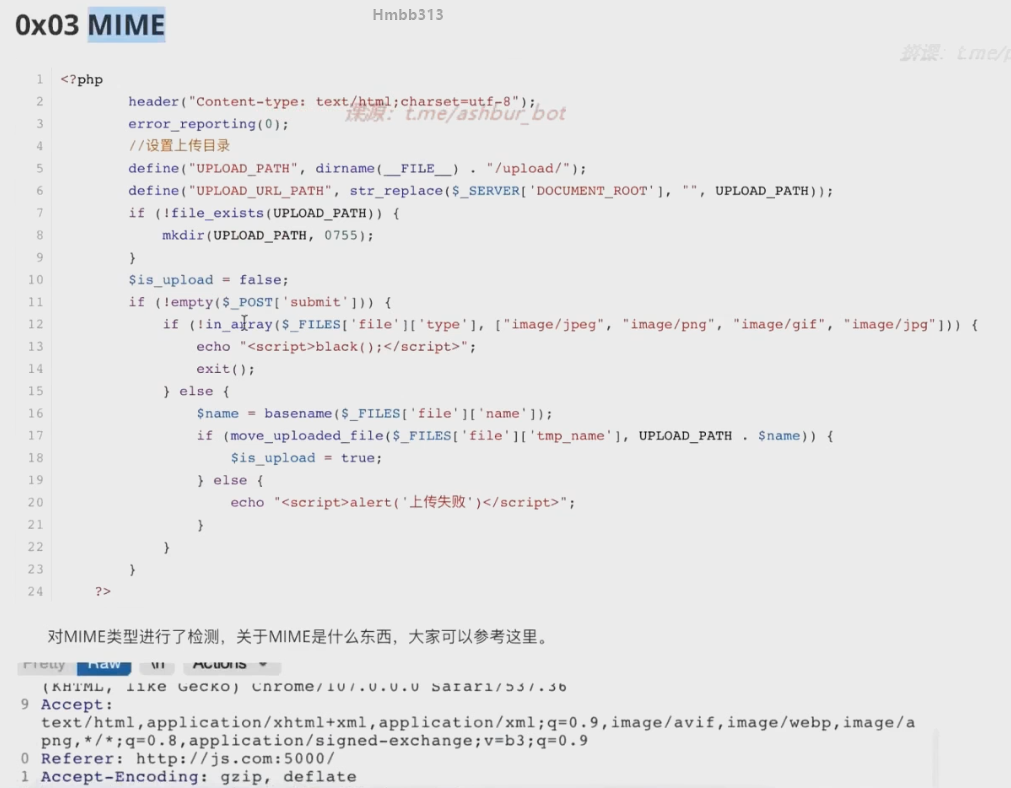 Hmbb313
0x03 MIME
课源：t.me/ashbur_bot
1 <?php
2 header("Content-type: text/html;charset=utf-8");
3 error_reporting(0);
4 //设置上传目录
5 define("UPLOAD_PATH", dirname(__FILE__) . "/upload/");
6 define("UPLOAD_URL_PATH", str_replace($_SERVER['DOCUMENT_ROOT'], "", UPLOAD_PATH));
7 if (!file_exists(UPLOAD_PATH)) {
8 mkdir(UPLOAD_PATH, 0755);
9 }
10 $is_upload = false;
11 if (!empty($_POST['submit'])) {
12 if (!in_array($_FILES['file']['type'], ["image/jpeg", "image/png", "image/gif", "image/jpg"])) {
13 echo "<script>black();</script>";
14 exit();
15 } else {
16 $name = basename($_FILES['file']['name']);
17 if (move_uploaded_file($_FILES['file']['tmp_name'], UPLOAD_PATH . $name)) {
18 $is_upload = true;
19 } else {
20 echo "<script>alert('上传失败')</script>";
21 }
22 }
23 }
24 ?>
对MIME类型进行了检测，关于MIME是什么东西，大家可以参考这里。
Pretty Raw \n Actions
(KHTML, like Gecko) Chrome/107.0.0.0 Safari/537.36
9 Accept:
text/html,application/xhtml+xml,application/xml;q=0.9,image/avif,image/webp,image/a
png,*/*;q=0.8,application/signed-exchange;v=b3;q=0.9
0 Referer: http://js.com:5000/
1 Accept-Encoding: gzip, deflate